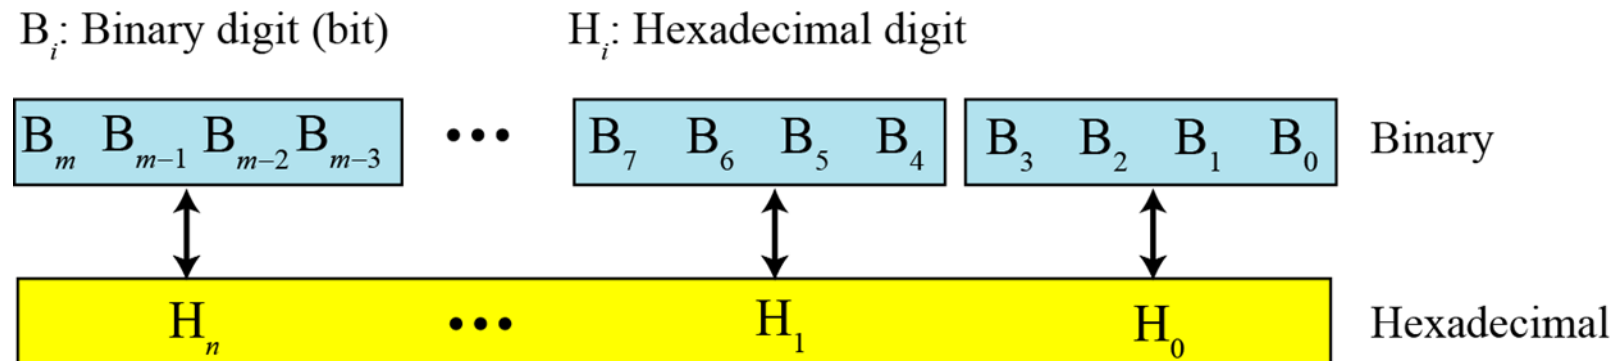 Bᵢ: Binary digit (bit) Hᵢ: Hexadecimal digit
Bₘ Bₘ₋₁ Bₘ₋₂ Bₘ₋₃ ••• B₇ B₆ B₅ B₄ B₃ B₂ B₁ B₀ Binary
Hₙ ••• H₁ H₀ Hexadecimal